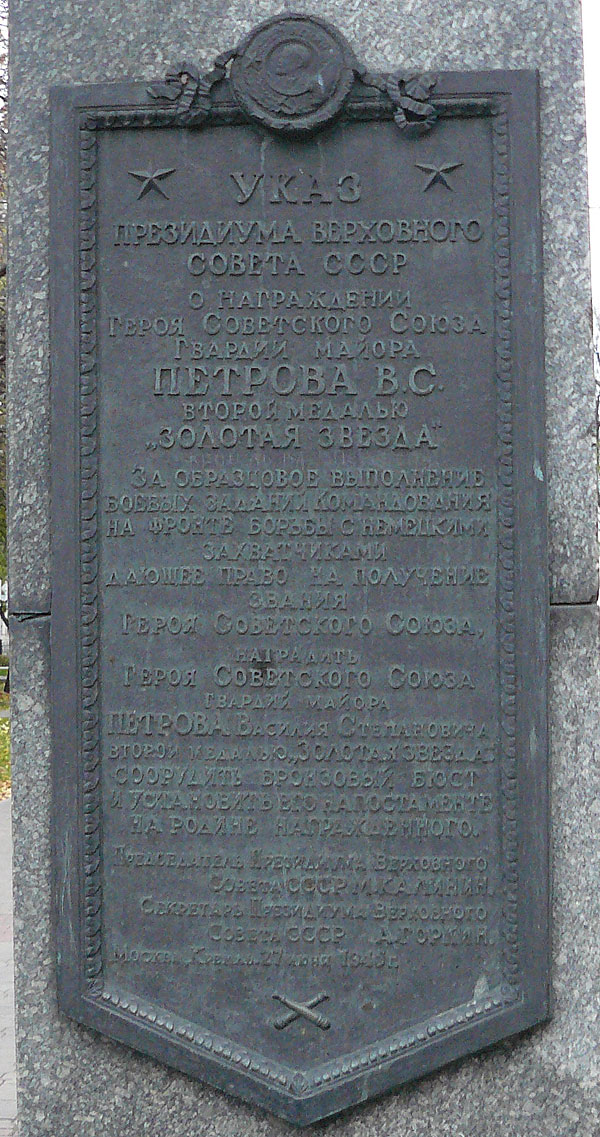 УКАЗ
ПРЕЗИДИУМА ВЕРХОВНОГО
СОВЕТА СССР
О НАГРАЖДЕНИИ
ГЕРОЯ СОВЕТСКОГО СОЮЗА
ГВАРДИИ МАЙОРА
ПЕТРОВА В.С.
ВТОРОЙ МЕДАЛЬЮ
„ЗОЛОТАЯ ЗВЕЗДА"
ЗА ОБРАЗЦОВОЕ ВЫПОЛНЕНИЕ
БОЕВЫХ ЗАДАНИЙ КОМАНДОВАНИЯ
НА ФРОНТЕ БОРЬБЫ С НЕМЕЦКИМИ
ЗАХВАТЧИКАМИ
ДАЮЩЕЕ ПРАВО НА ПОЛУЧЕНИЕ
ЗВАНИЯ
ГЕРОЯ СОВЕТСКОГО СОЮЗА,
НАГРАДИТЬ
ГЕРОЯ СОВЕТСКОГО СОЮЗА
ГВАРДИЙ МАЙОРА
ПЕТРОВА ВАСИЛИЯ СТЕПАНОВИЧА
ВТОРОЙ МЕДАЛЬЮ „ЗОЛОТАЯ ЗВЕЗДА"
СООРУДИТЬ БРОНЗОВЫЙ БЮСТ
И УСТАНОВИТЬ ЕГО НА ПОСТАМЕНТЕ
НА РОДИНЕ НАГРАЖДЕННОГО.
ПРЕДСЕДАТЕЛЬ ПРЕЗИДИУМА ВЕРХОВНОГО
СОВЕТА СССР М. КАЛИНИН.
СЕКРЕТАРЬ ПРЕЗИДИУМА ВЕРХОВНОГО
СОВЕТА СССР А. ГОРКИН.
МОСКВА, КРЕМЛЬ. 27 ИЮНЯ 1945 г.